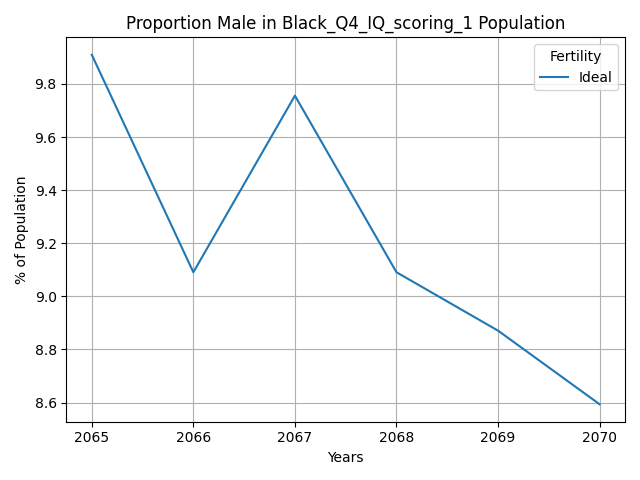 Proportion Male in Black_Q4_IQ_scoring_1 Population
Fertility
Ideal
% of Population
9.8
9.6
9.4
9.2
9.0
8.8
8.6
2065 2066 2067 2068 2069 2070
Years